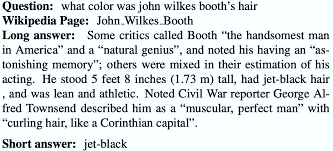 Question: what color was john wilkes booth's hair
Wikipedia Page: John_Wilkes_Booth
Long answer: Some critics called Booth “the handsomest man
in America” and a “natural genius”, and noted his having an “as-
tonishing memory”; others were mixed in their estimation of his
acting. He stood 5 feet 8 inches (1.73 m) tall, had jet-black hair
, and was lean and athletic. Noted Civil War reporter George Al-
fred Townsend described him as a “muscular, perfect man” with
“curling hair, like a Corinthian capital”.
Short answer: jet-black